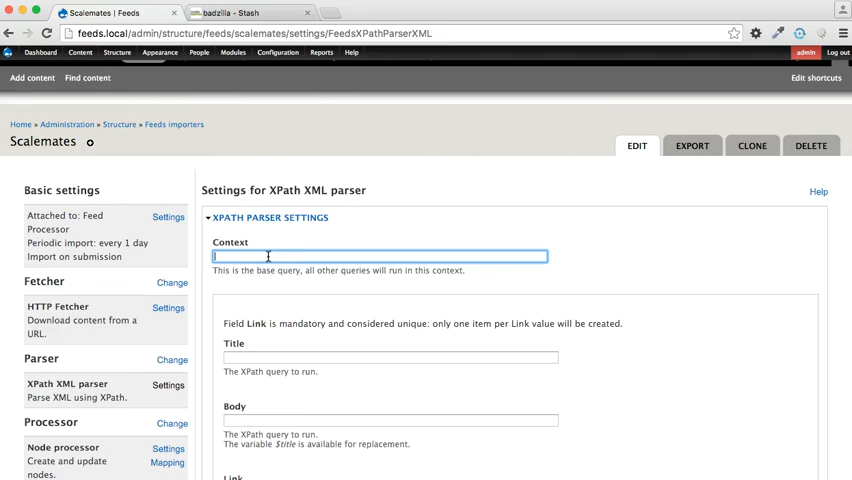 Scalemates | Feeds
badzilla - Stash
feeds.local/admin/structure/feeds/scalemates/settings/FeedsXPathParserXML
Dashboard Content Structure Appearance People Modules Configuration Reports Help admin Log out
Add content Find content Edit shortcuts
Home » Administration » Structure » Feeds importers
Scalemates
EDIT EXPORT CLONE DELETE
Basic settings
Attached to: Feed Settings
Processor
Periodic import: every 1 day
Import on submission
Fetcher Change
HTTP Fetcher Settings
Download content from a
URL.
Parser Change
XPath XML parser Settings
Parse XML using XPath.
Processor Change
Node processor Settings
Create and update Mapping
nodes.
Settings for XPath XML parser
Help
XPATH PARSER SETTINGS
Context
This is the base query, all other queries will run in this context.
Field Link is mandatory and considered unique: only one item per Link value will be created.
Title
The XPath query to run.
Body
The XPath query to run.
The variable $title is available for replacement.
Link